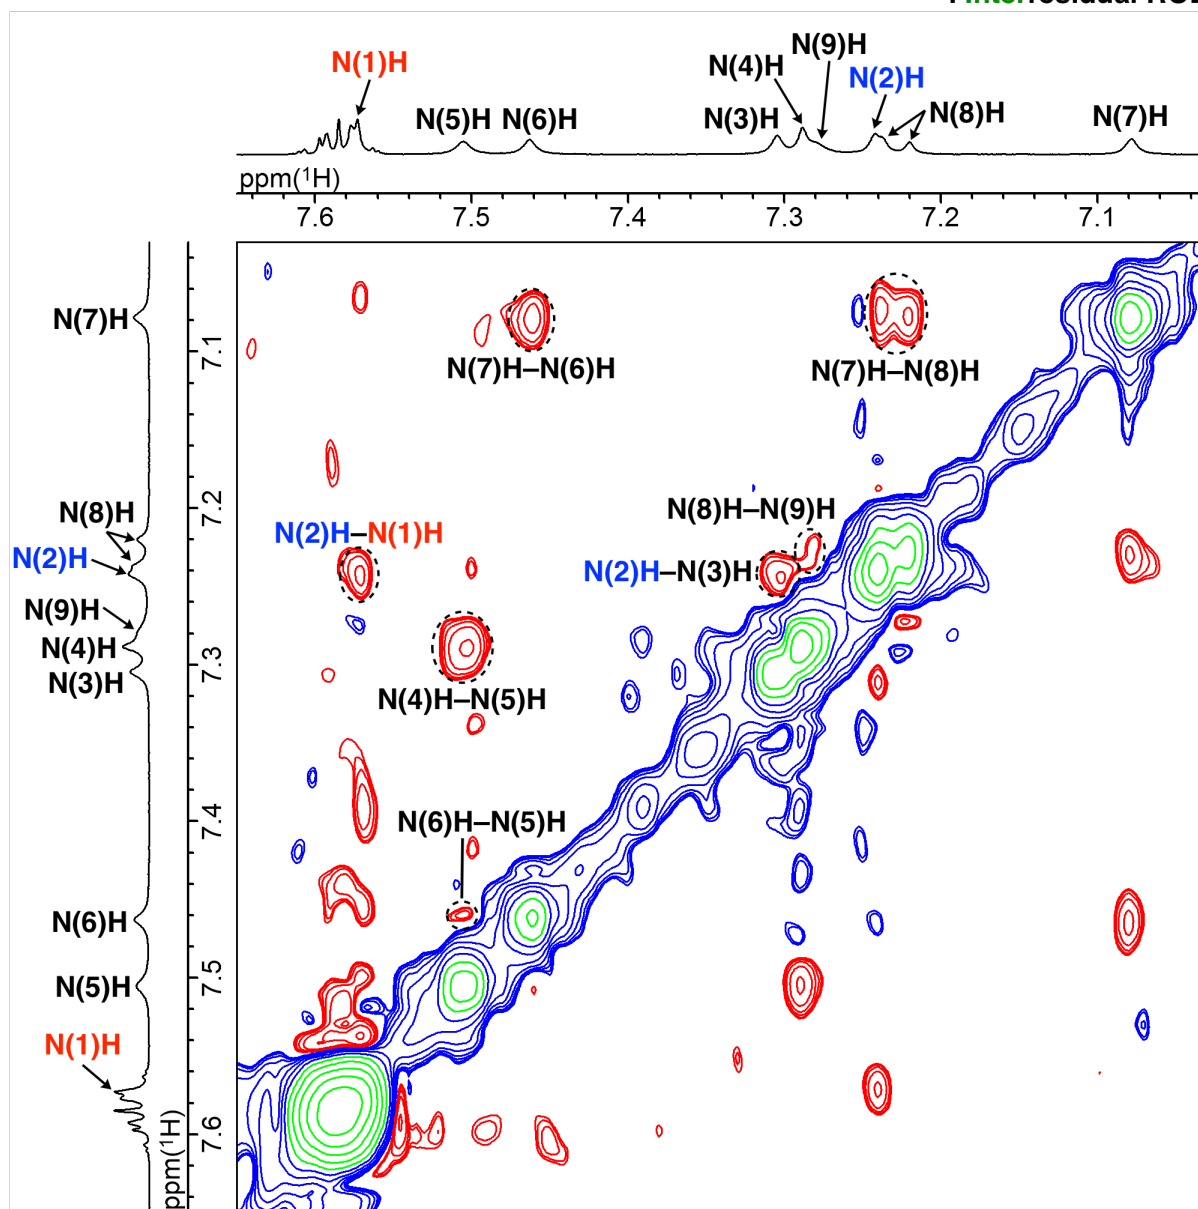 N(9)H
N(1)H N(4)H N(2)H
N(5)H N(6)H N(3)H N(8)H N(7)H
ppm(¹H)
7.6 7.5 7.4 7.3 7.2 7.1
N(7)H
7.1
N(7)H–N(6)H N(7)H–N(8)H
N(8)H
7.2
N(8)H–N(9)H
N(2)H
N(2)H–N(1)H
N(2)H–N(3)H
N(9)H
N(4)H
7.3
N(3)H
N(4)H–N(5)H
7.4
N(6)H–N(5)H
N(6)H
7.5
N(5)H
N(1)H
7.6
ppm(¹H)